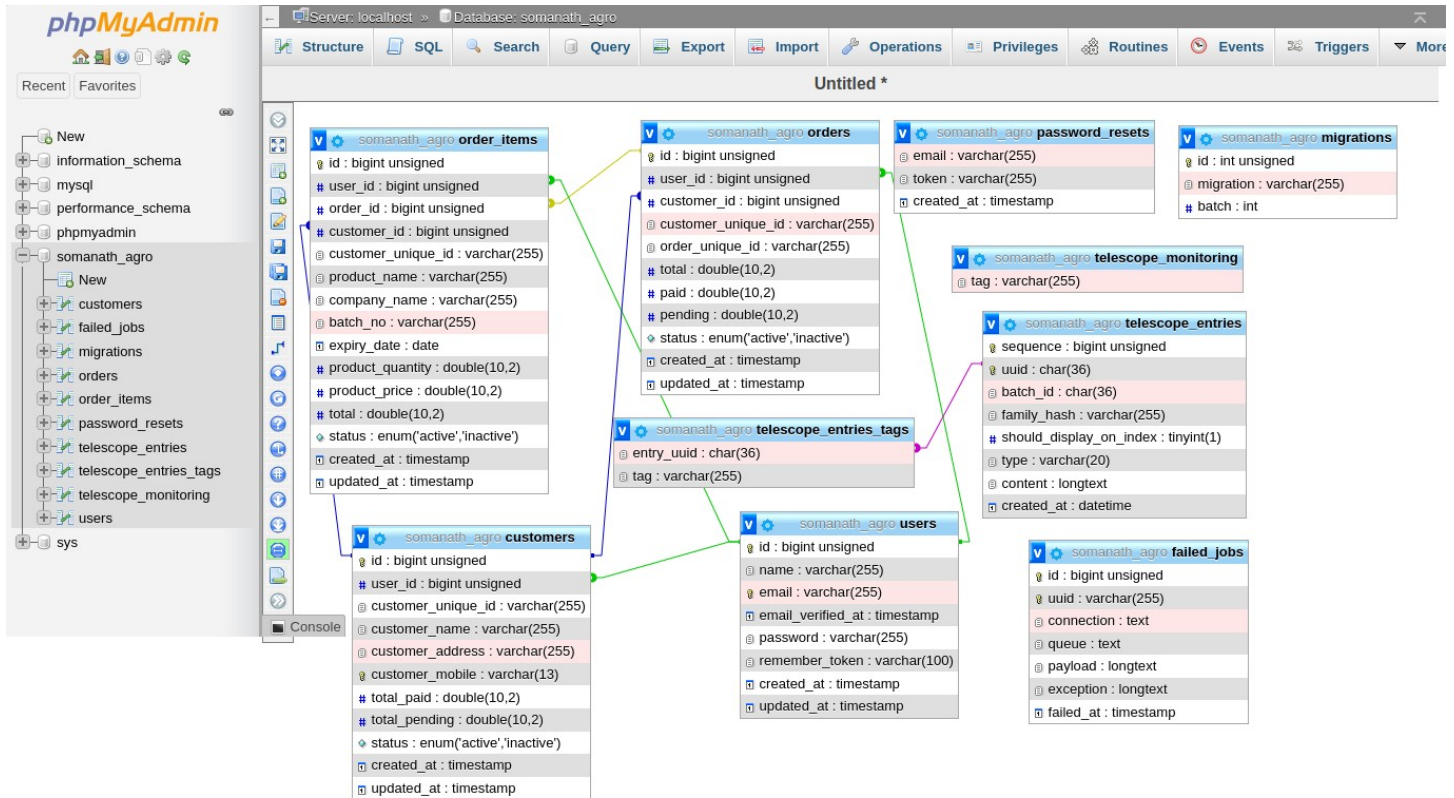 phpMyAdmin
Recent Favorites
New
information_schema
mysql
performance_schema
phpmyadmin
somanath_agro
New
customers
failed_jobs
migrations
orders
order_items
password_resets
telescope_entries
telescope_entries_tags
telescope_monitoring
users
sys
Server: localhost » Database: somanath_agro
Structure SQL Search Query Export Import Operations Privileges Routines Events Triggers More
Untitled *
Console
v somanath_agro order_items
id : bigint unsigned
# user_id : bigint unsigned
# order_id : bigint unsigned
# customer_id : bigint unsigned
customer_unique_id : varchar(255)
product_name : varchar(255)
company_name : varchar(255)
batch_no : varchar(255)
expiry_date : date
# product_quantity : double(10,2)
# product_price : double(10,2)
# total : double(10,2)
status : enum('active','inactive')
created_at : timestamp
updated_at : timestamp
v somanath_agro orders
id : bigint unsigned
# user_id : bigint unsigned
# customer_id : bigint unsigned
customer_unique_id : varchar(255)
order_unique_id : varchar(255)
# total : double(10,2)
# paid : double(10,2)
# pending : double(10,2)
status : enum('active','inactive')
created_at : timestamp
updated_at : timestamp
v somanath_agro password_resets
email : varchar(255)
token : varchar(255)
created_at : timestamp
v somanath_agro migrations
id : int unsigned
migration : varchar(255)
# batch : int
v somanath_agro telescope_monitoring
tag : varchar(255)
v somanath_agro telescope_entries
sequence : bigint unsigned
uuid : char(36)
batch_id : char(36)
family_hash : varchar(255)
# should_display_on_index : tinyint(1)
type : varchar(20)
content : longtext
created_at : datetime
v somanath_agro telescope_entries_tags
entry_uuid : char(36)
tag : varchar(255)
v somanath_agro customers
id : bigint unsigned
# user_id : bigint unsigned
customer_unique_id : varchar(255)
customer_name : varchar(255)
customer_address : varchar(255)
customer_mobile : varchar(13)
# total_paid : double(10,2)
# total_pending : double(10,2)
status : enum('active','inactive')
created_at : timestamp
updated_at : timestamp
v somanath_agro users
id : bigint unsigned
name : varchar(255)
email : varchar(255)
email_verified_at : timestamp
password : varchar(255)
remember_token : varchar(100)
created_at : timestamp
updated_at : timestamp
v somanath_agro failed_jobs
id : bigint unsigned
uuid : varchar(255)
connection : text
queue : text
payload : longtext
exception : longtext
failed_at : timestamp